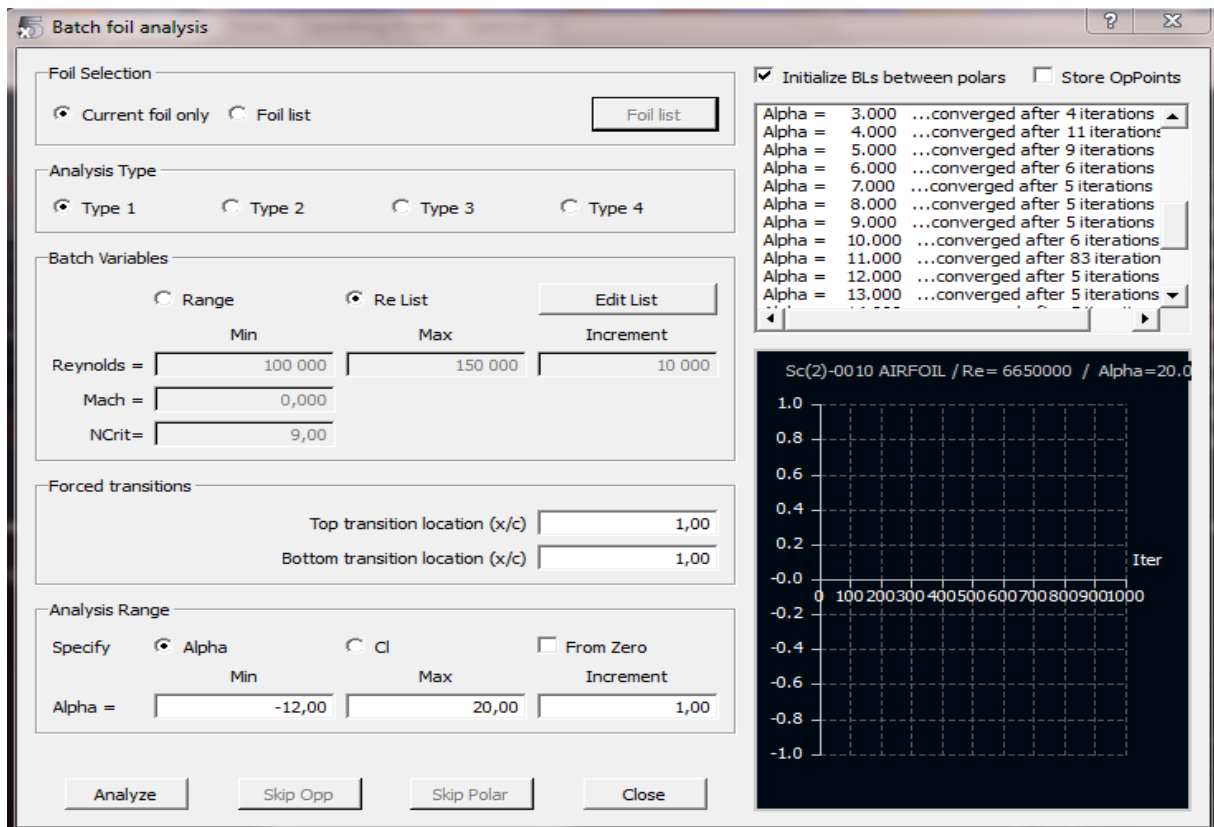 Batch foil analysis
Foil Selection
Current foil only
Foil list
Foil list
Analysis Type
Type 1
Type 2
Type 3
Type 4
Batch Variables
Range
Re List
Edit List
Min
Max
Increment
Reynolds =
100 000
150 000
10 000
Mach =
0,000
NCrit=
9,00
Forced transitions
Top transition location (x/c)
1,00
Bottom transition location (x/c)
1,00
Analysis Range
Specify
Alpha
Cl
From Zero
Min
Max
Increment
Alpha =
-12,00
20,00
1,00
Analyze
Skip Opp
Skip Polar
Close
Initialize BLs between polars
Store OpPoints
Alpha = 3.000 ...converged after 4 iterations
Alpha = 4.000 ...converged after 11 iterations
Alpha = 5.000 ...converged after 9 iterations
Alpha = 6.000 ...converged after 6 iterations
Alpha = 7.000 ...converged after 5 iterations
Alpha = 8.000 ...converged after 5 iterations
Alpha = 9.000 ...converged after 5 iterations
Alpha = 10.000 ...converged after 6 iterations
Alpha = 11.000 ...converged after 83 iteration
Alpha = 12.000 ...converged after 5 iterations
Alpha = 13.000 ...converged after 5 iterations
Sc(2)-0010 AIRFOIL / Re= 6650000 / Alpha=20.0
1.0
0.8
0.6
0.4
0.2
Iter
-0.0
0 100 200 300 400 500 600 700 800 900 1000
-0.2
-0.4
-0.6
-0.8
-1.0